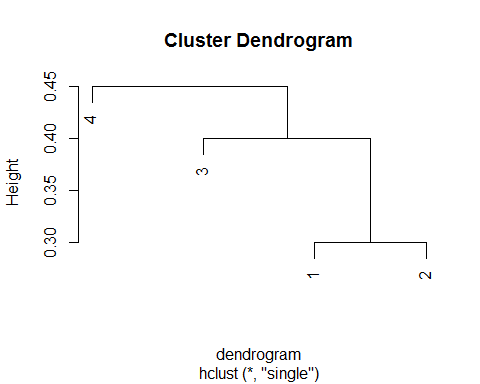 Cluster Dendrogram
Height
0.45
0.40
0.35
0.30
4
3
1
2
dendrogram
hclust (*, "single")